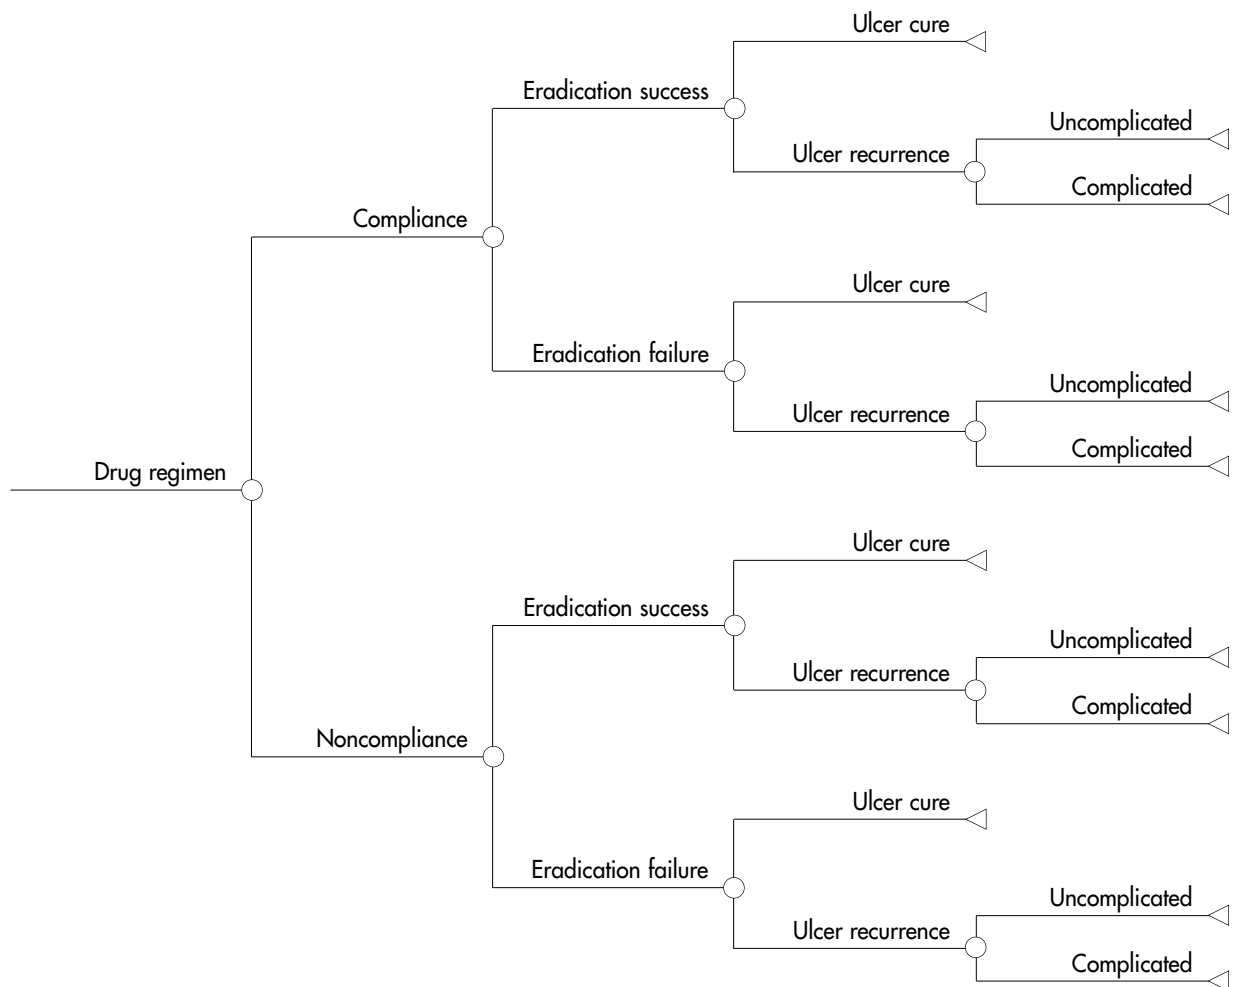 Ulcer cure
Eradication success
Uncomplicated
Ulcer recurrence
Complicated
Compliance
Ulcer cure
Eradication failure
Uncomplicated
Ulcer recurrence
Complicated
Drug regimen
Ulcer cure
Eradication success
Uncomplicated
Ulcer recurrence
Complicated
Noncompliance
Ulcer cure
Eradication failure
Uncomplicated
Ulcer recurrence
Complicated